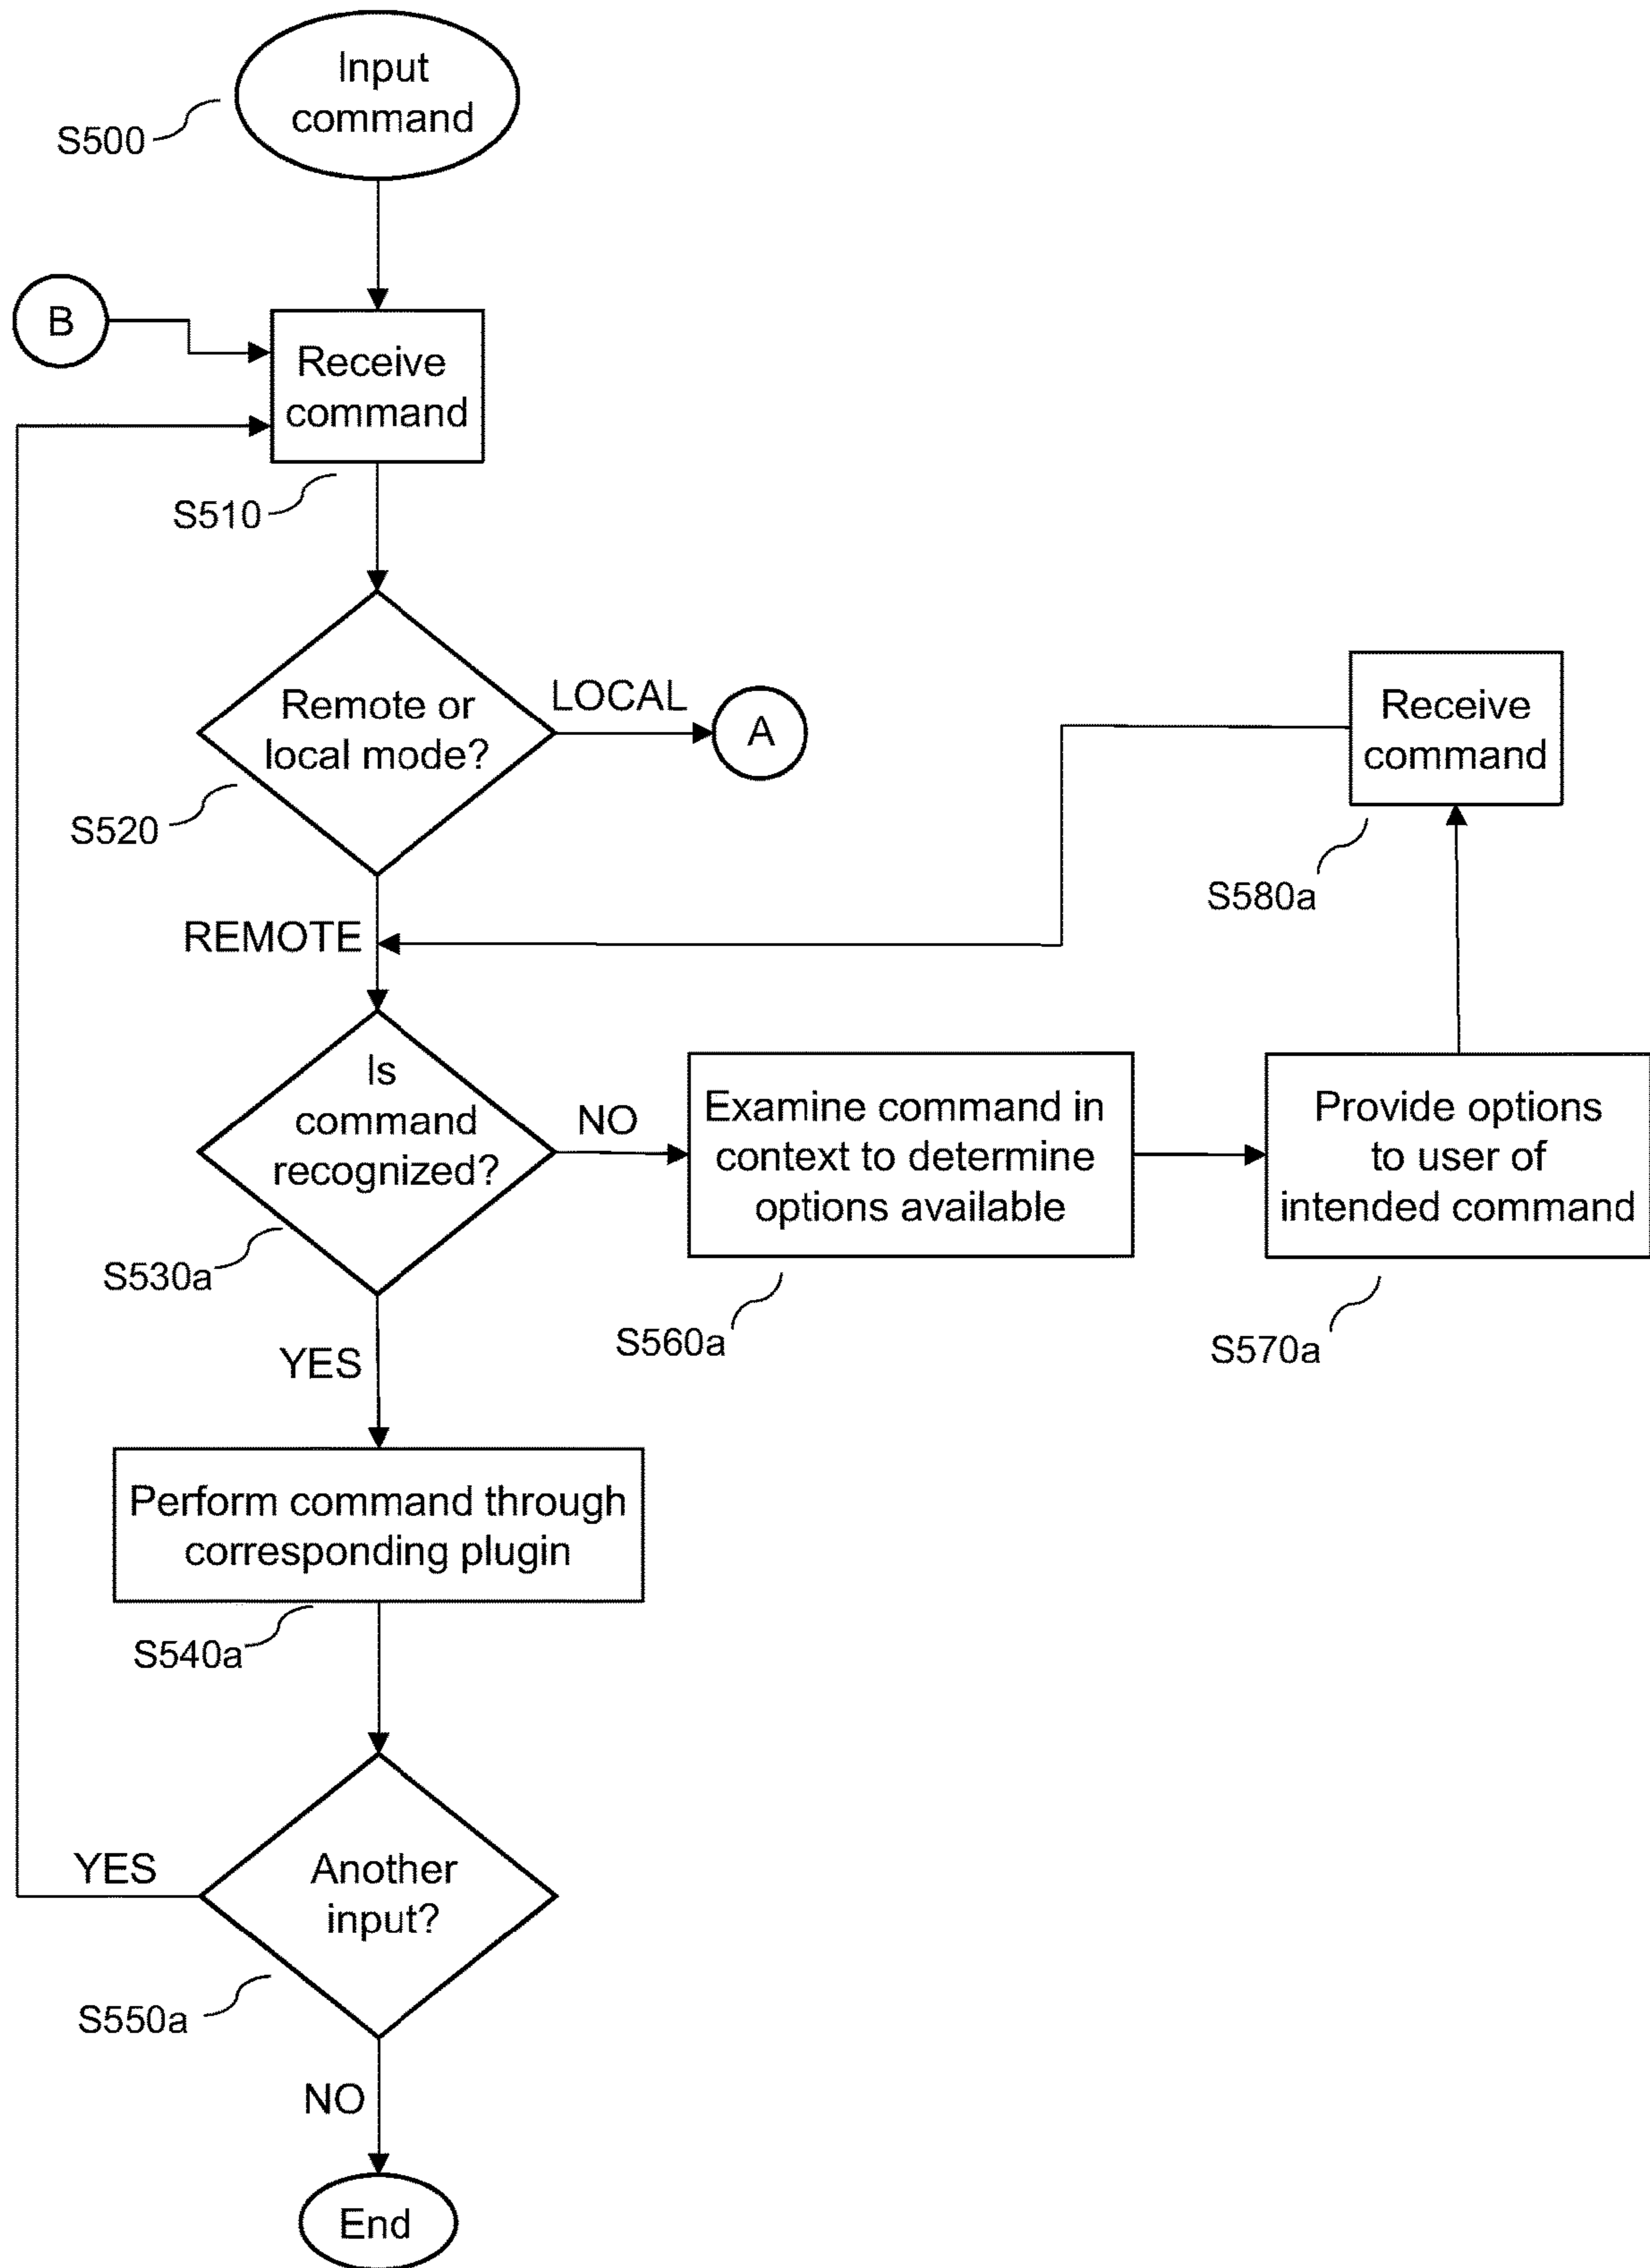 Input
command
S500
B
Receive
command
S510
Remote or
local mode?
LOCAL
A
S520
Receive
command
S580a
REMOTE
Is
command
recognized?
NO
S530a
Examine command in
context to determine
options available
S560a
Provide options
to user of
intended command
S570a
YES
Perform command through
corresponding plugin
S540a
Another
input?
YES
S550a
NO
End